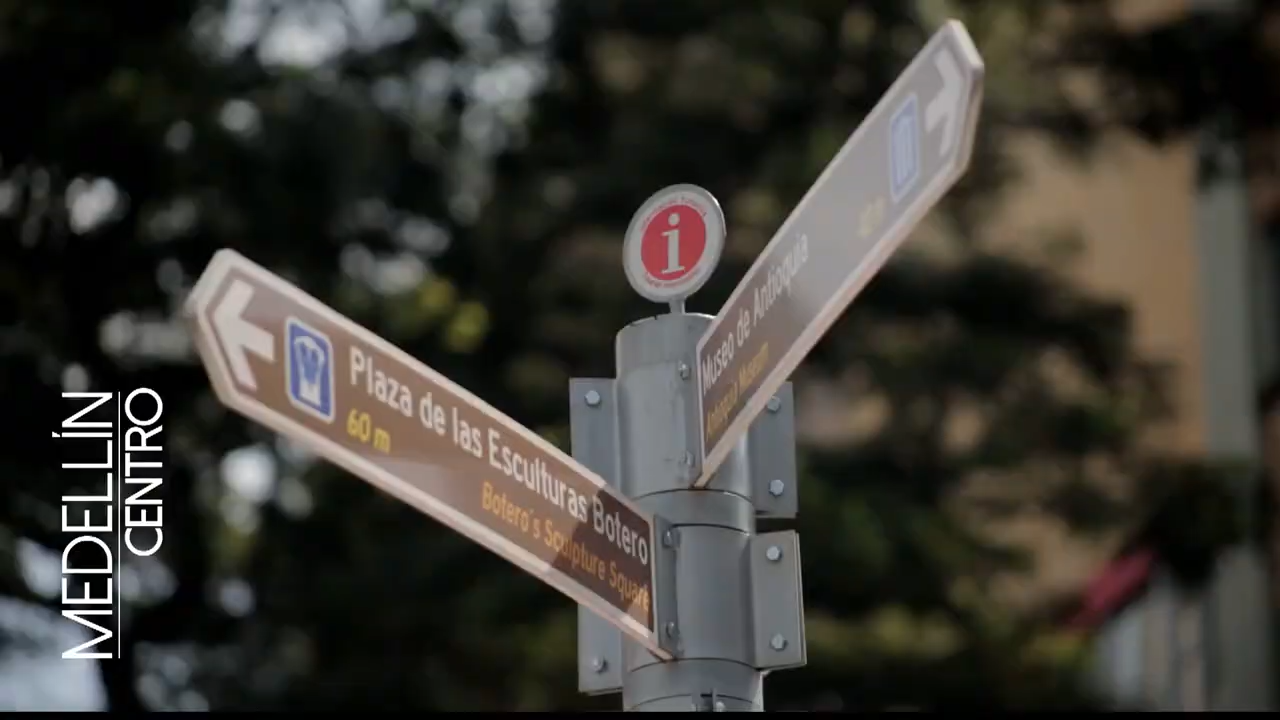 MEDELLÍN
CENTRO
i
Plaza de las Esculturas Botero
60 m
Botero's Sculpture Square
Museo de Antioquia
Antioquia Museum